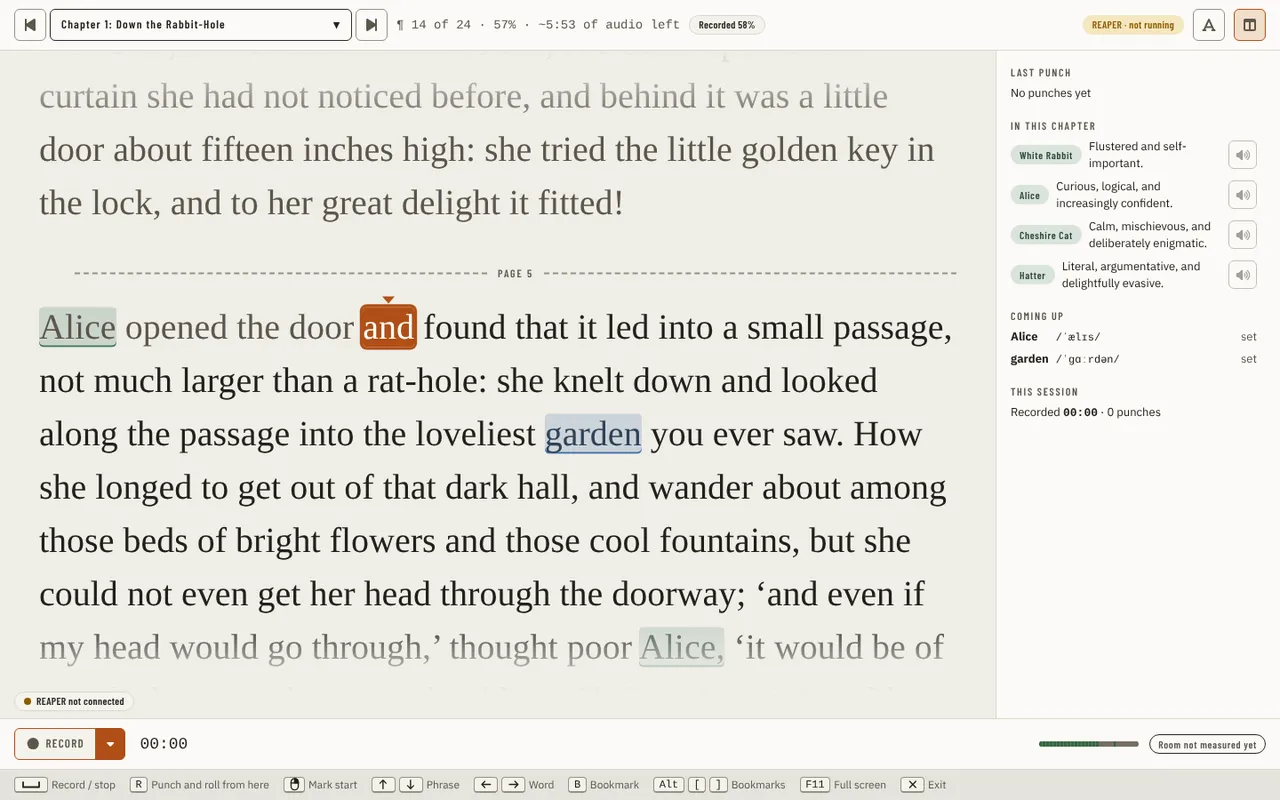 Chapter 1: Down the Rabbit-Hole
¶ 14 of 24 · 57% · ~5:53 of audio left
Recorded 58%
REAPER · not running
A
curtain she had not noticed before, and behind it was a little
door about fifteen inches high: she tried the little golden key in
the lock, and to her great delight it fitted!
PAGE 5
Alice opened the door and found that it led into a small passage,
not much larger than a rat-hole: she knelt down and looked
along the passage into the loveliest garden you ever saw. How
she longed to get out of that dark hall, and wander about among
those beds of bright flowers and those cool fountains, but she
could not even get her head through the doorway; ‘and even if
my head would go through,’ thought poor Alice, ‘it would be of
REAPER not connected
LAST PUNCH
No punches yet
IN THIS CHAPTER
White Rabbit Flustered and self-
important.
Alice Curious, logical, and
increasingly confident.
Cheshire Cat Calm, mischievous, and
deliberately enigmatic.
Hatter Literal, argumentative, and
delightfully evasive.
COMING UP
Alice /ˈælɪs/ set
garden /ˈɡɑːrdən/ set
THIS SESSION
Recorded 00:00 · 0 punches
RECORD 00:00
Room not measured yet
Record / stop R Punch and roll from here Mark start ↑ ↓ Phrase ← → Word B Bookmark Alt [ ] Bookmarks F11 Full screen X Exit